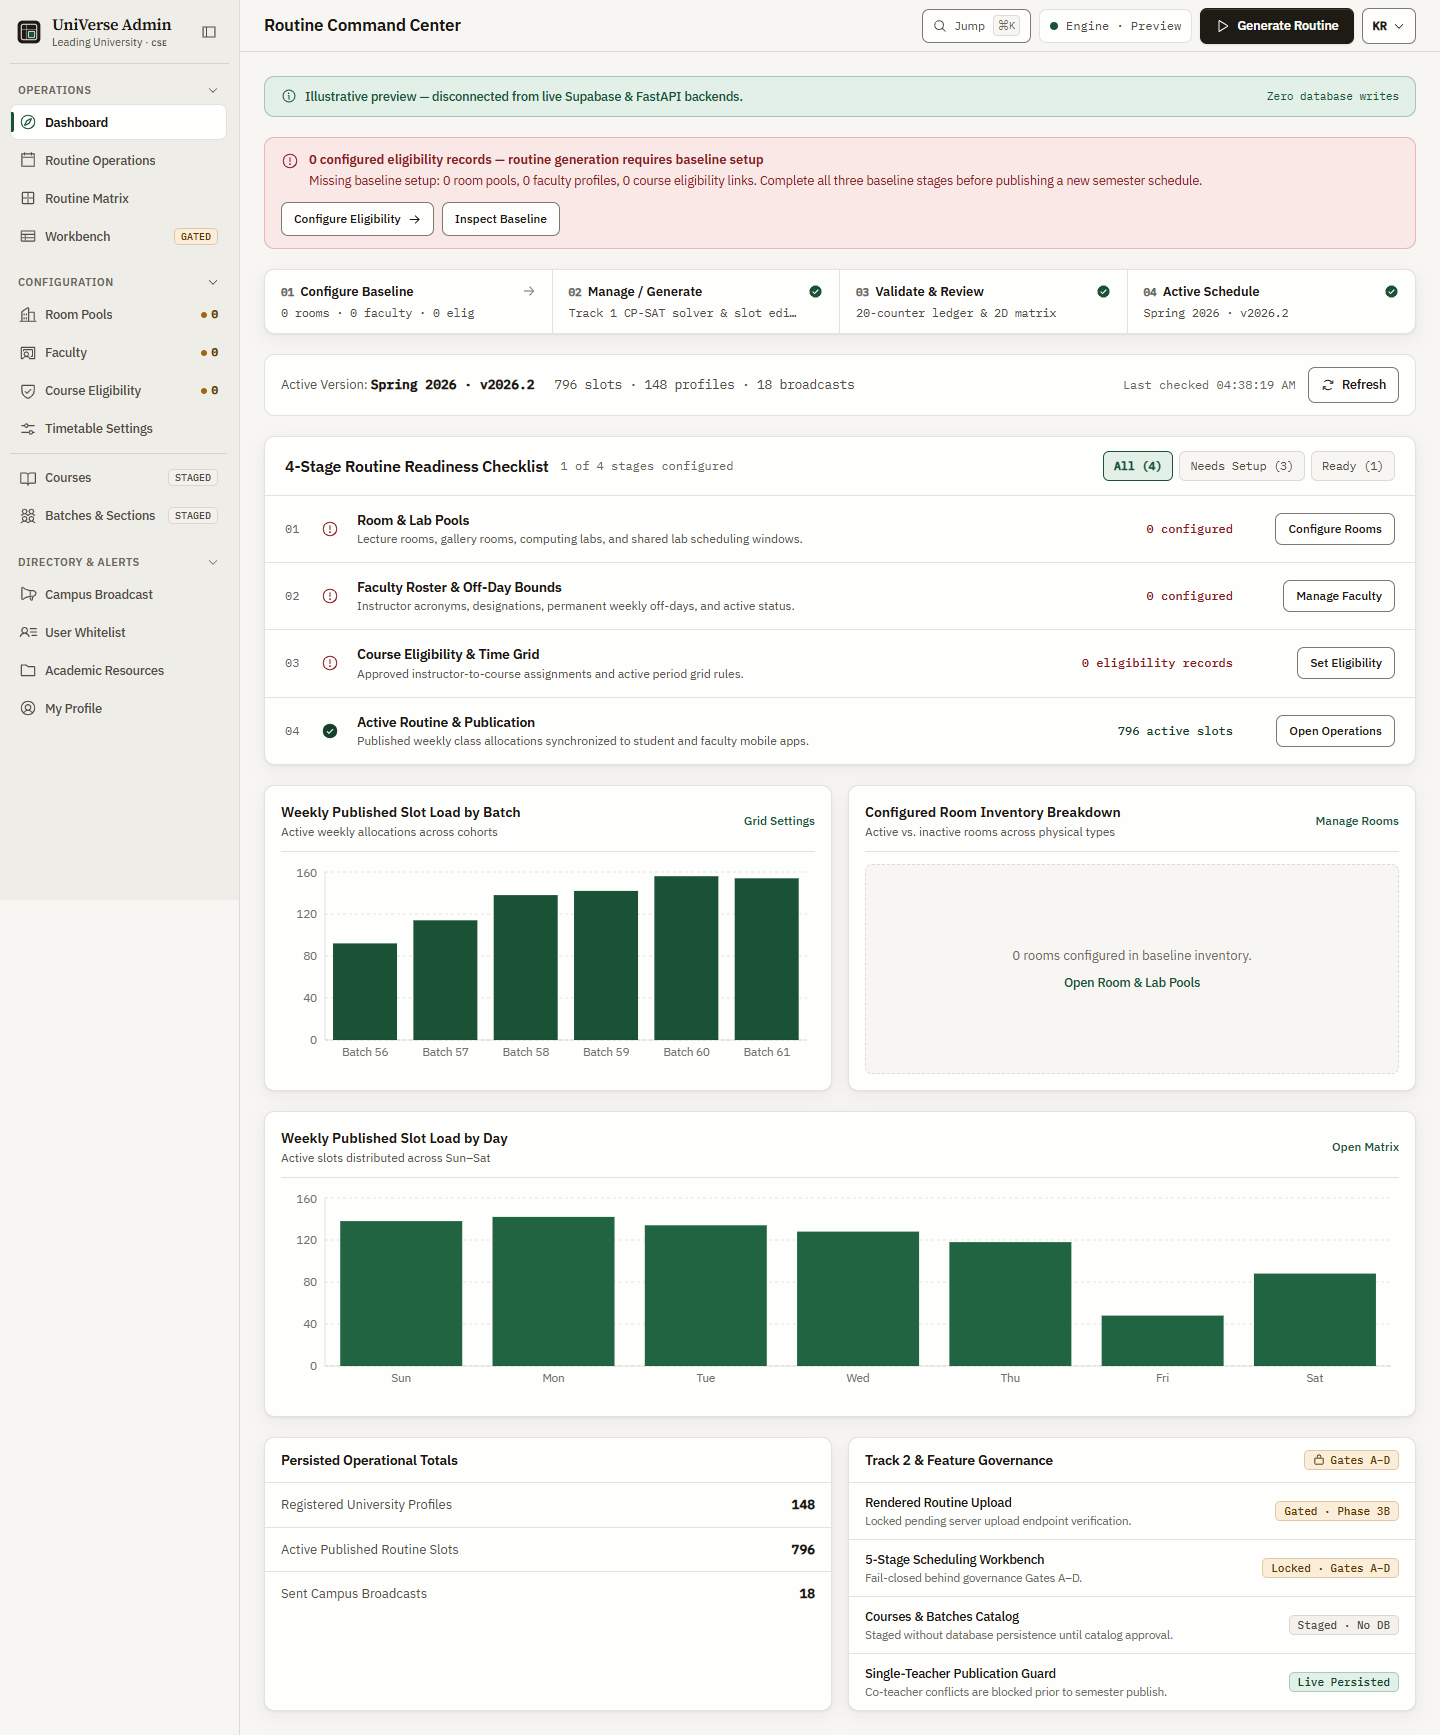 UniVerse Admin
Leading University · CSE
OPERATIONS
Dashboard
Routine Operations
Routine Matrix
Workbench GATED
CONFIGURATION
Room Pools 0
Faculty 0
Course Eligibility 0
Timetable Settings
Courses STAGED
Batches & Sections STAGED
DIRECTORY & ALERTS
Campus Broadcast
User Whitelist
Academic Resources
My Profile
Routine Command Center
Jump ⌘K
Engine · Preview
Generate Routine
KR
Illustrative preview — disconnected from live Supabase & FastAPI backends.
Zero database writes
0 configured eligibility records — routine generation requires baseline setup
Missing baseline setup: 0 room pools, 0 faculty profiles, 0 course eligibility links. Complete all three baseline stages before publishing a new semester schedule.
Configure Eligibility →
Inspect Baseline
01 Configure Baseline →
0 rooms · 0 faculty · 0 elig
02 Manage / Generate
Track 1 CP-SAT solver & slot edi…
03 Validate & Review
20-counter ledger & 2D matrix
04 Active Schedule
Spring 2026 · v2026.2
Active Version: Spring 2026 · v2026.2 796 slots · 148 profiles · 18 broadcasts
Last checked 04:38:19 AM
Refresh
4-Stage Routine Readiness Checklist 1 of 4 stages configured
All (4)
Needs Setup (3)
Ready (1)
01 Room & Lab Pools
Lecture rooms, gallery rooms, computing labs, and shared lab scheduling windows.
0 configured
Configure Rooms
02 Faculty Roster & Off-Day Bounds
Instructor acronyms, designations, permanent weekly off-days, and active status.
0 configured
Manage Faculty
03 Course Eligibility & Time Grid
Approved instructor-to-course assignments and active period grid rules.
0 eligibility records
Set Eligibility
04 Active Routine & Publication
Published weekly class allocations synchronized to student and faculty mobile apps.
796 active slots
Open Operations
Weekly Published Slot Load by Batch
Active weekly allocations across cohorts
Grid Settings
160
120
80
40
0
Batch 56 Batch 57 Batch 58 Batch 59 Batch 60 Batch 61
Configured Room Inventory Breakdown
Active vs. inactive rooms across physical types
Manage Rooms
0 rooms configured in baseline inventory.
Open Room & Lab Pools
Weekly Published Slot Load by Day
Active slots distributed across Sun–Sat
Open Matrix
160
120
80
40
0
Sun Mon Tue Wed Thu Fri Sat
Persisted Operational Totals
Registered University Profiles 148
Active Published Routine Slots 796
Sent Campus Broadcasts 18
Track 2 & Feature Governance
Gates A–D
Rendered Routine Upload
Locked pending server upload endpoint verification.
Gated · Phase 3B
5-Stage Scheduling Workbench
Fail-closed behind governance Gates A–D.
Locked · Gates A–D
Courses & Batches Catalog
Staged without database persistence until catalog approval.
Staged · No DB
Single-Teacher Publication Guard
Co-teacher conflicts are blocked prior to semester publish.
Live Persisted